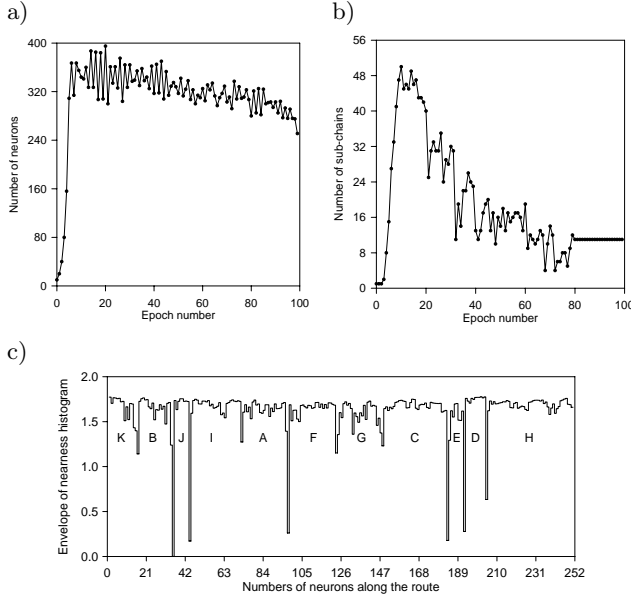 a)
b)
400
320
240
160
80
0
Number of neurons
0 20 40 60 80 100
Epoch number
56
48
40
32
24
16
8
0
Number of sub-chains
0 20 40 60 80 100
Epoch number
c)
2.0
1.5
1.0
0.5
0.0
Envelope of nearness histogram
K B J I A F G C E D H
0 21 42 63 84 105 126 147 168 189 210 231 252
Numbers of neurons along the route